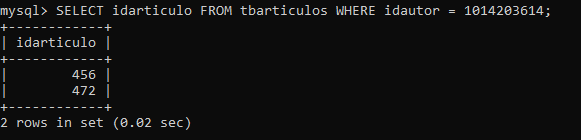 mysql> SELECT idarticulo FROM tbarticulos WHERE idautor = 1014203614;
+------------+
| idarticulo |
+------------+
|        456 |
|        472 |
+------------+
2 rows in set (0.02 sec)